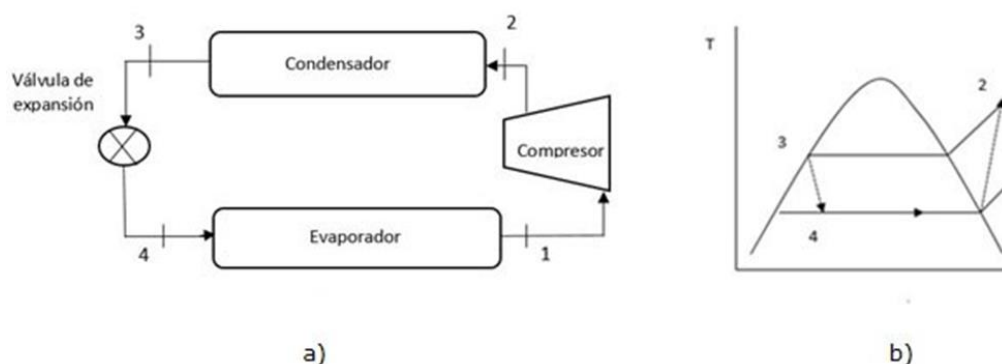 3
2
Condensador
Válvula de
expansión
Compresor
4
Evaporador
1
a)
T
2
3
4
b)